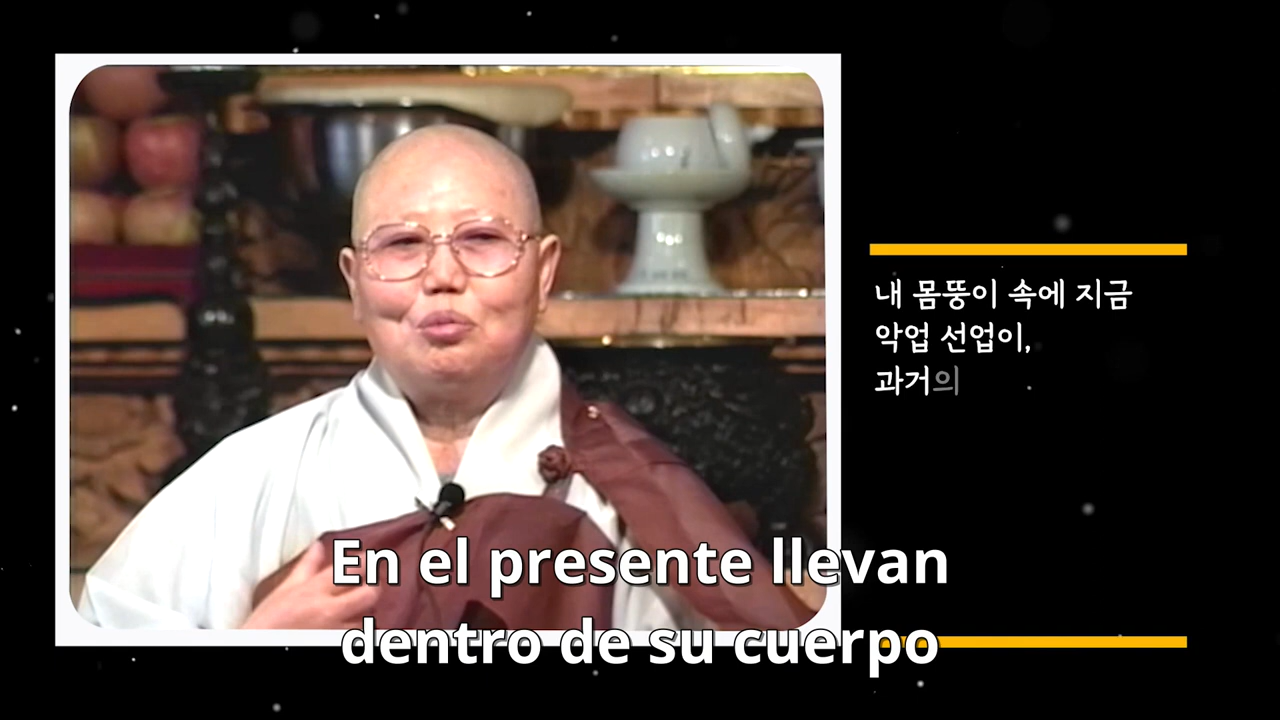 내 몸뚱이 속에 지금
악업 선업이,
과거의
En el presente llevan
dentro de su cuerpo